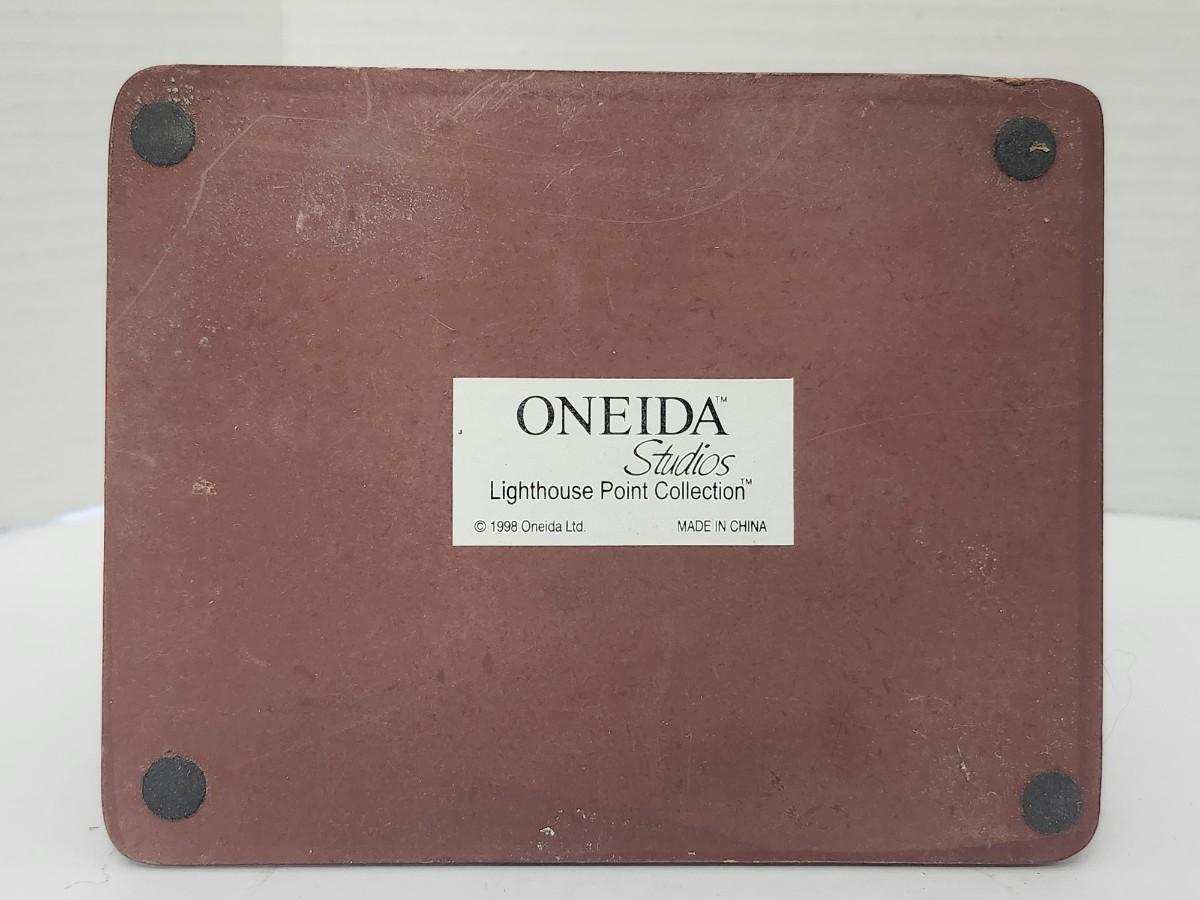 ONEIDA™
Studios
Lighthouse Point Collection™
© 1998 Oneida Ltd. MADE IN CHINA